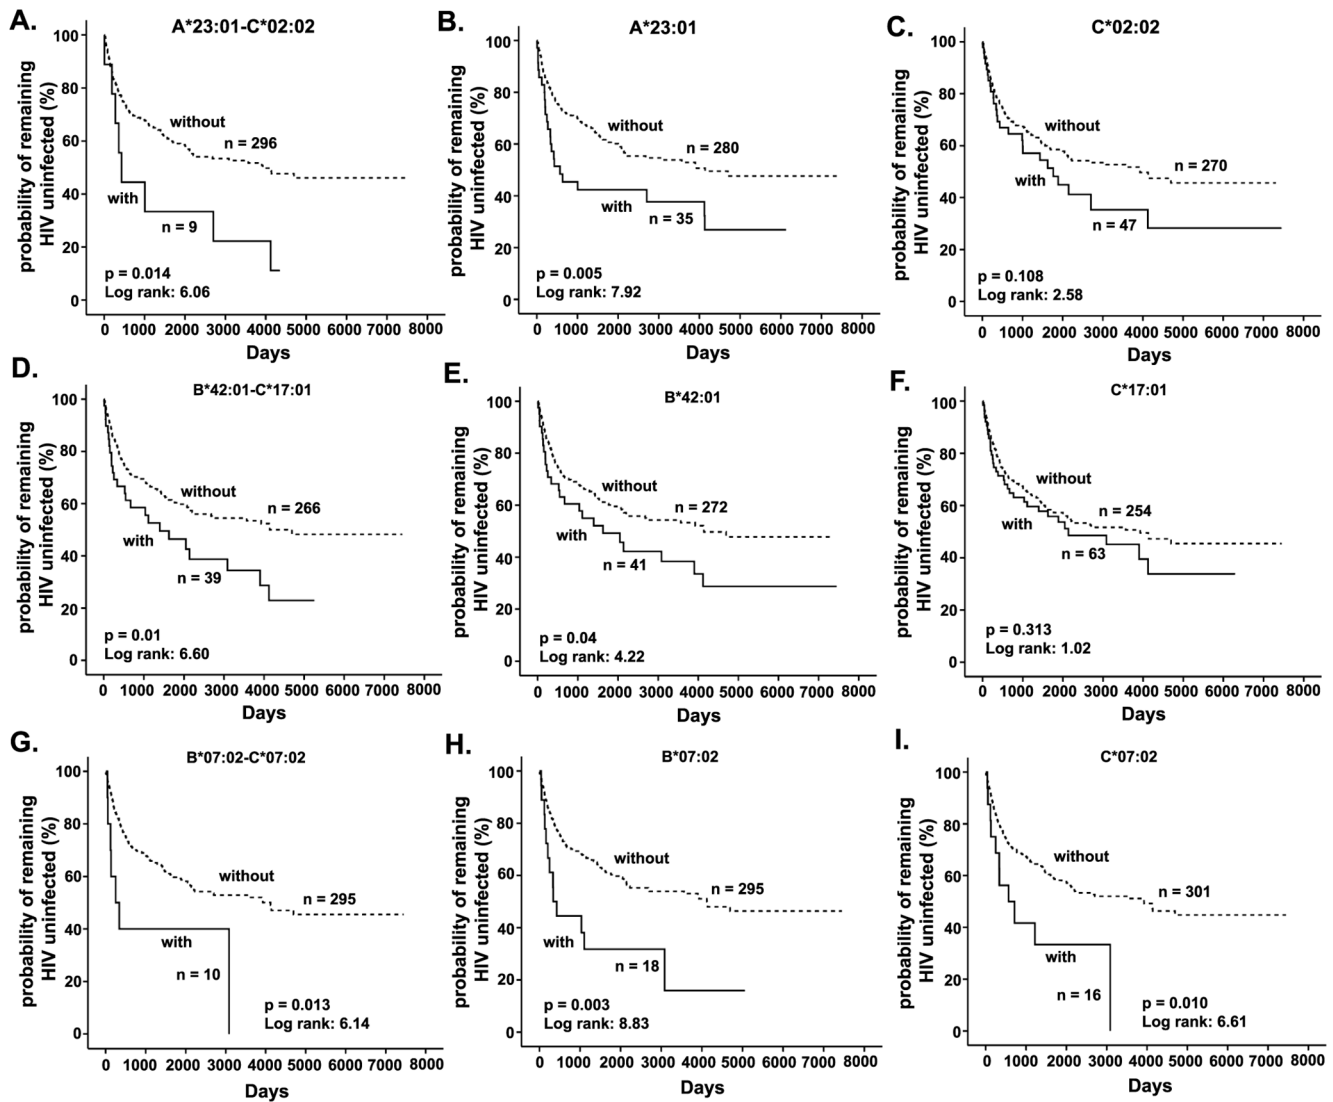 A.
A*23:01-C*02:02
probability of remaining
HIV uninfected (%)
100
80
60
40
20
0
without
n = 296
with
n = 9
p = 0.014
Log rank: 6.06
0 1000 2000 3000 4000 5000 6000 7000 8000
Days
B.
A*23:01
probability of remaining
HIV uninfected (%)
100
80
60
40
20
0
without
n = 280
with
n = 35
p = 0.005
Log rank: 7.92
0 1000 2000 3000 4000 5000 6000 7000 8000
Days
C.
C*02:02
probability of remaining
HIV uninfected (%)
100
80
60
40
20
0
without
n = 270
with
n = 47
p = 0.108
Log rank: 2.58
0 1000 2000 3000 4000 5000 6000 7000 8000
Days
D.
B*42:01-C*17:01
probability of remaining
HIV uninfected (%)
100
80
60
40
20
0
without
n = 266
with
n = 39
p = 0.01
Log rank: 6.60
0 1000 2000 3000 4000 5000 6000 7000 8000
Days
E.
B*42:01
probability of remaining
HIV uninfected (%)
100
80
60
40
20
0
without
n = 272
with
n = 41
p = 0.04
Log rank: 4.22
0 1000 2000 3000 4000 5000 6000 7000 8000
Days
F.
C*17:01
probability of remaining
HIV uninfected (%)
100
80
60
40
20
0
without
n = 254
with
n = 63
p = 0.313
Log rank: 1.02
0 1000 2000 3000 4000 5000 6000 7000 8000
Days
G.
B*07:02-C*07:02
probability of remaining
HIV uninfected (%)
100
80
60
40
20
0
without
n = 295
with
n = 10
p = 0.013
Log rank: 6.14
0 1000 2000 3000 4000 5000 6000 7000 8000
Days
H.
B*07:02
probability of remaining
HIV uninfected (%)
100
80
60
40
20
0
without
n = 295
with
n = 18
p = 0.003
Log rank: 8.83
0 1000 2000 3000 4000 5000 6000 7000 8000
Days
I.
C*07:02
probability of remaining
HIV uninfected (%)
100
80
60
40
20
0
without
n = 301
with
n = 16
p = 0.010
Log rank: 6.61
0 1000 2000 3000 4000 5000 6000 7000 8000
Days